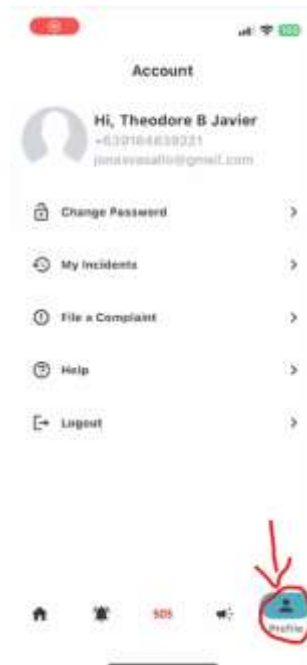 Account
Hi, Theodore B Javier
Change Password
My Incidents
File a Complaint
Help
Logout
SOS
Profile